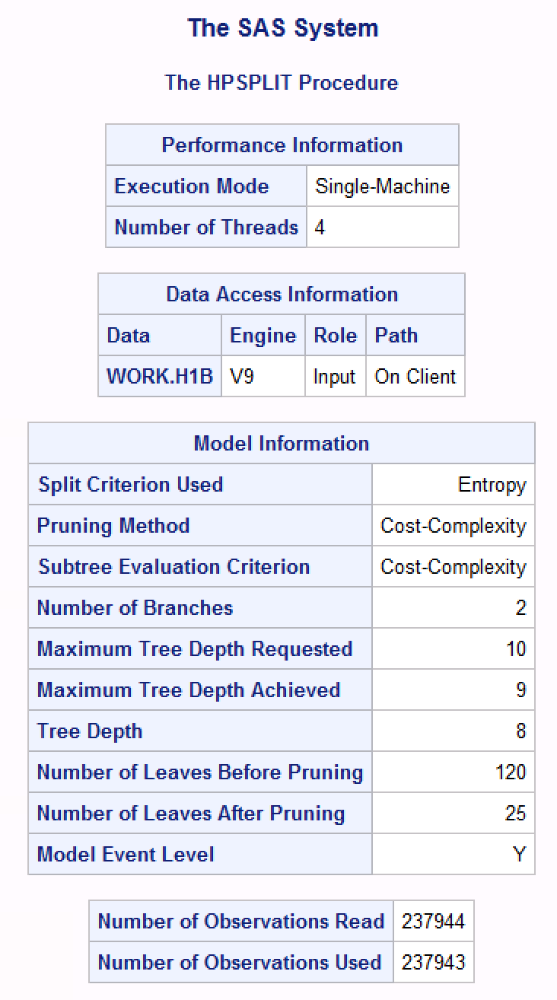 The SAS System
The HPSPLIT Procedure
Performance Information
Execution Mode Single-Machine
Number of Threads 4
Data Access Information
Data Engine Role Path
WORK.H1B V9 Input On Client
Model Information
Split Criterion Used Entropy
Pruning Method Cost-Complexity
Subtree Evaluation Criterion Cost-Complexity
Number of Branches 2
Maximum Tree Depth Requested 10
Maximum Tree Depth Achieved 9
Tree Depth 8
Number of Leaves Before Pruning 120
Number of Leaves After Pruning 25
Model Event Level Y
Number of Observations Read 237944
Number of Observations Used 237943